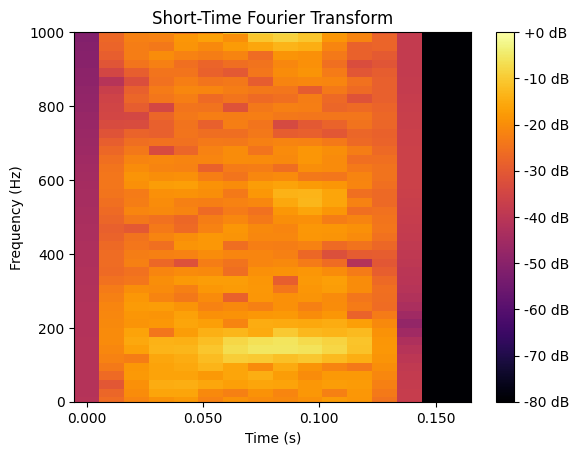 Short-Time Fourier Transform
1000
800
600
400
200
0
Frequency (Hz)
0.000
0.050
0.100
0.150
Time (s)
+0 dB
-10 dB
-20 dB
-30 dB
-40 dB
-50 dB
-60 dB
-70 dB
-80 dB